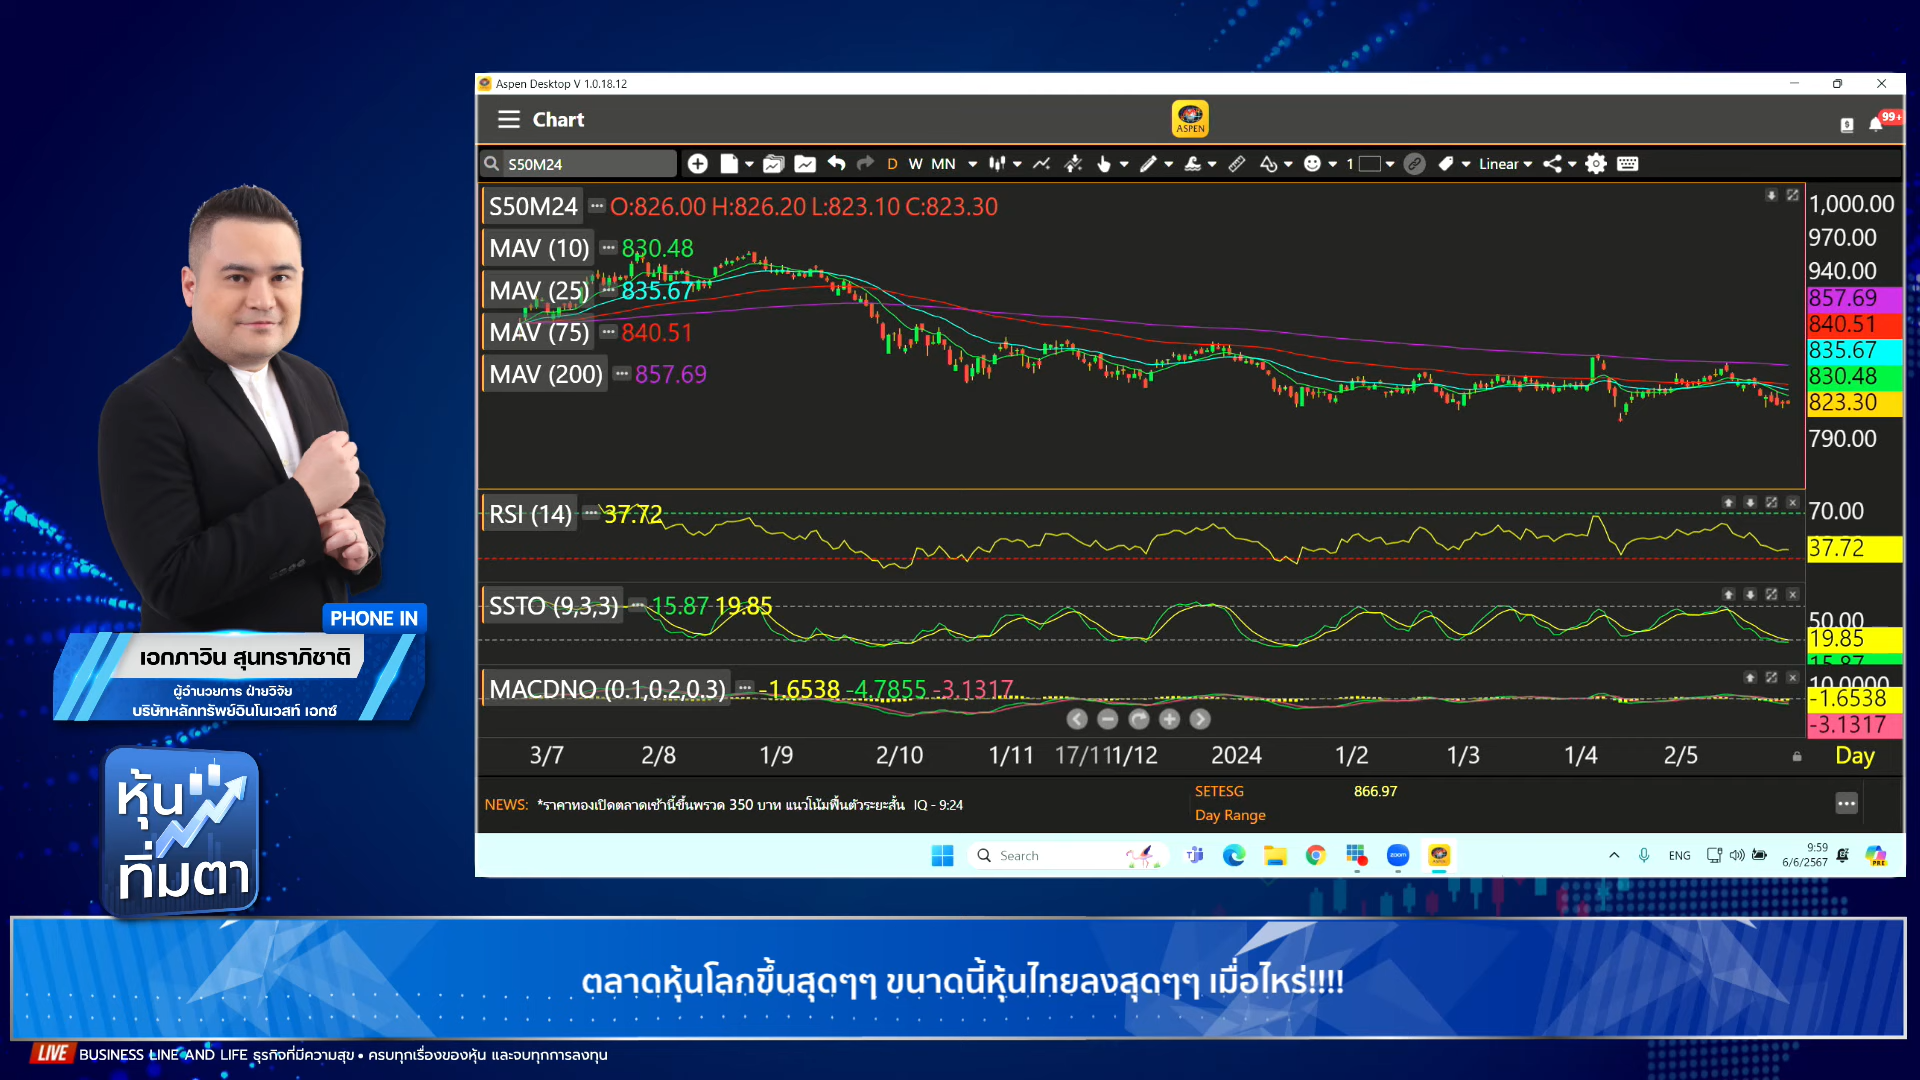 Aspen Desktop V 1.0.18.12
Chart
ASPEN
99+
S50M24
D W MN
1
Linear
S50M24 O:826.00 H:826.20 L:823.10 C:823.30
MAV (10) 830.48
MAV (25) 835.67
MAV (75) 840.51
MAV (200) 857.69
1,000.00
970.00
940.00
857.69
840.51
835.67
830.48
823.30
790.00
RSI (14) 37.72
70.00
37.72
SSTO (9,3,3) 15.87 19.85
50.00
19.85
15.87
MACDNO (0.1,0.2,0.3) -1.6538 -4.7855 -3.1317
10.0000
-1.6538
-3.1317
3/7 2/8 1/9 2/10 1/11 17/11 1/12 2024 1/2 1/3 1/4 2/5 Day
NEWS: *ราคาทองเปิดตลาดเช้านี้ขึ้นพรวด 350 บาท แนวโน้มฟื้นตัวระยะสั้น IQ - 9:24
SETESG 866.97
Day Range
Search
zoom
ENG
9:59
6/6/2567
PRE
PHONE IN
เอกภาวิน สุนทราภิชาติ
ผู้อำนวยการ ฝ่ายวิจัย
บริษัทหลักทรัพย์อินโนเวสท์ เอกซ์
หุ้น
ทิ่มตา
ตลาดหุ้นโลกขึ้นสุดๆๆ ขนาดนี้หุ้นไทยลงสุดๆๆ เมื่อไหร่!!!!
LIVE BUSINESS LINE AND LIFE ธุรกิจที่มีความสุข • ครบทุกเรื่องของหุ้น และจบทุกการลงทุน